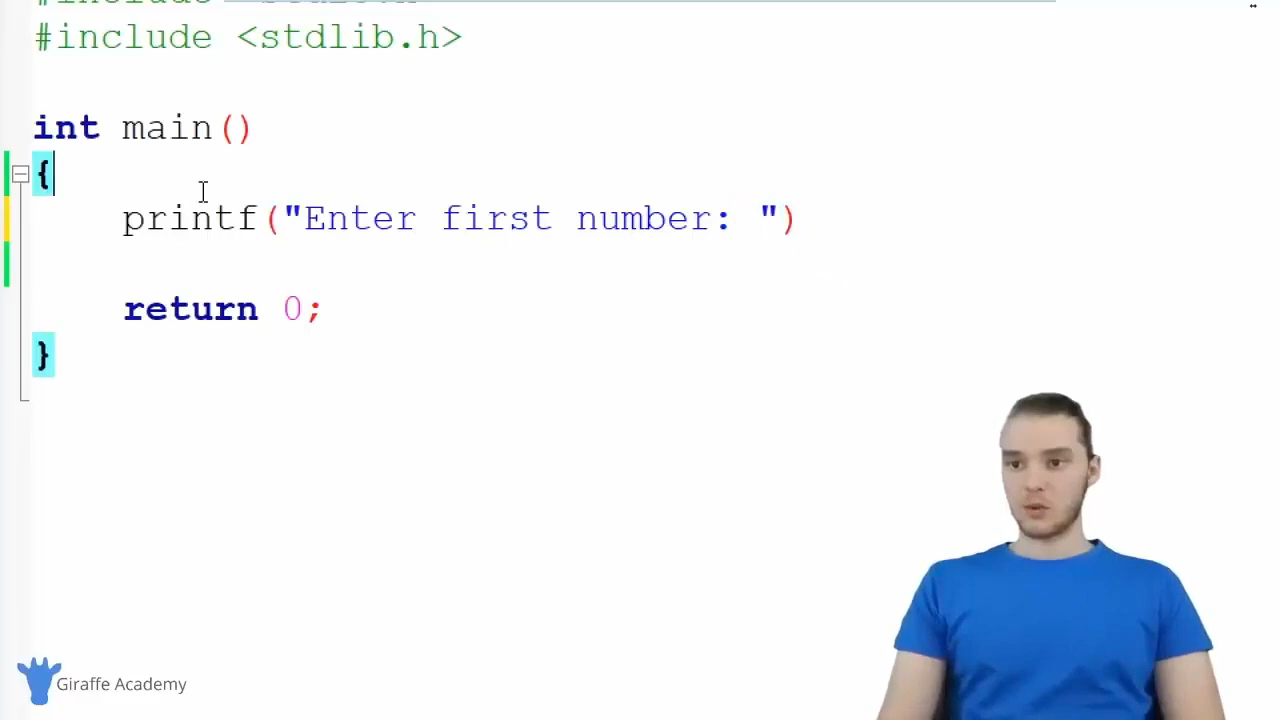 #include <stdlib.h>
int main()
{
printf("Enter first number: ")
return 0;
}
Giraffe Academy